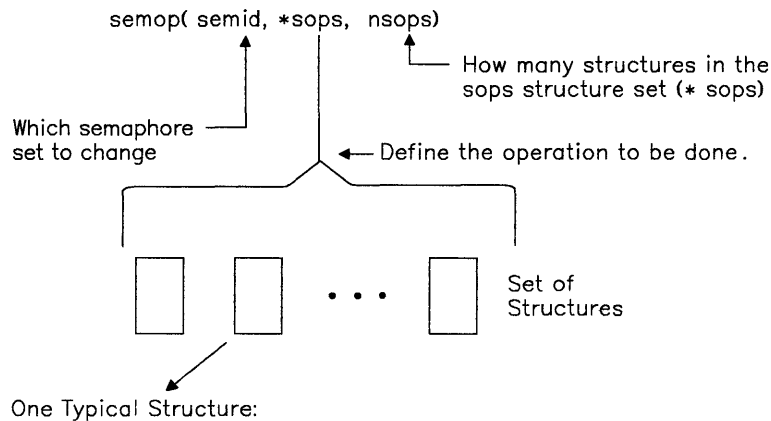 semop( semid, *sops, nsops)
How many structures in the
sops structure set (* sops)
Which semaphore
set to change
Define the operation to be done.
Set of
Structures
One Typical Structure: